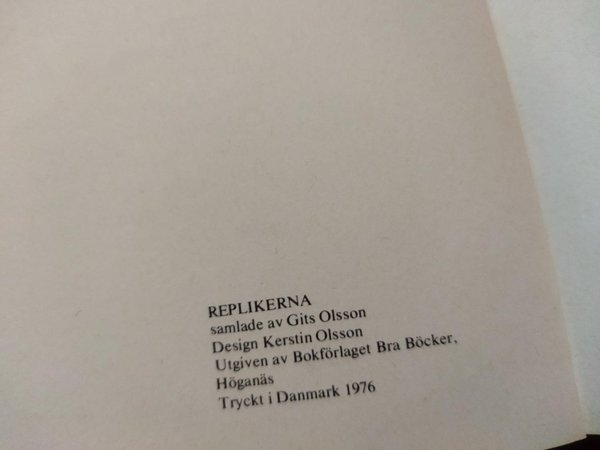 REPLIKERNA
samlade av Gits Olsson
Design Kerstin Olsson
Utgiven av Bokförlaget Bra Böcker,
Höganäs
Tryckt i Danmark 1976